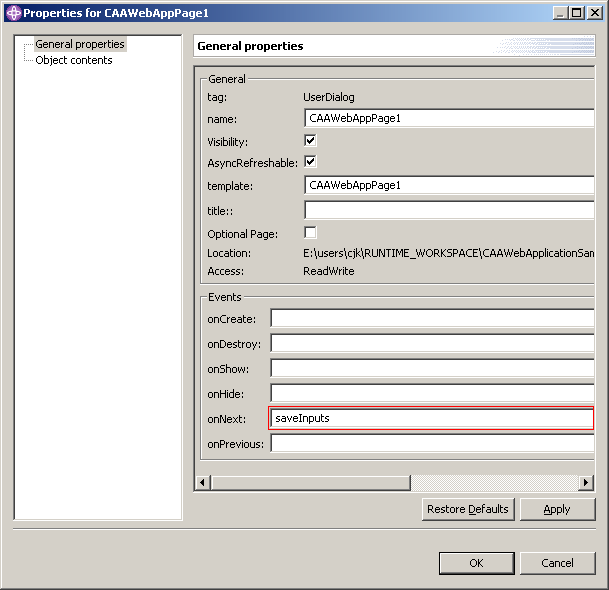 Properties for CAAWebAppPage1
General properties
Object contents
General properties
General
tag: UserDialog
name: CAAWebAppPage1
Visibility:
AsyncRefreshable:
template: CAAWebAppPage1
title::
Optional Page:
Location: E:\users\cjk\RUNTIME_WORKSPACE\CAAWebApplicationSan
Access: ReadWrite
Events
onCreate:
onDestroy:
onShow:
onHide:
onNext: saveInputs
onPrevious:
Restore Defaults Apply
OK Cancel